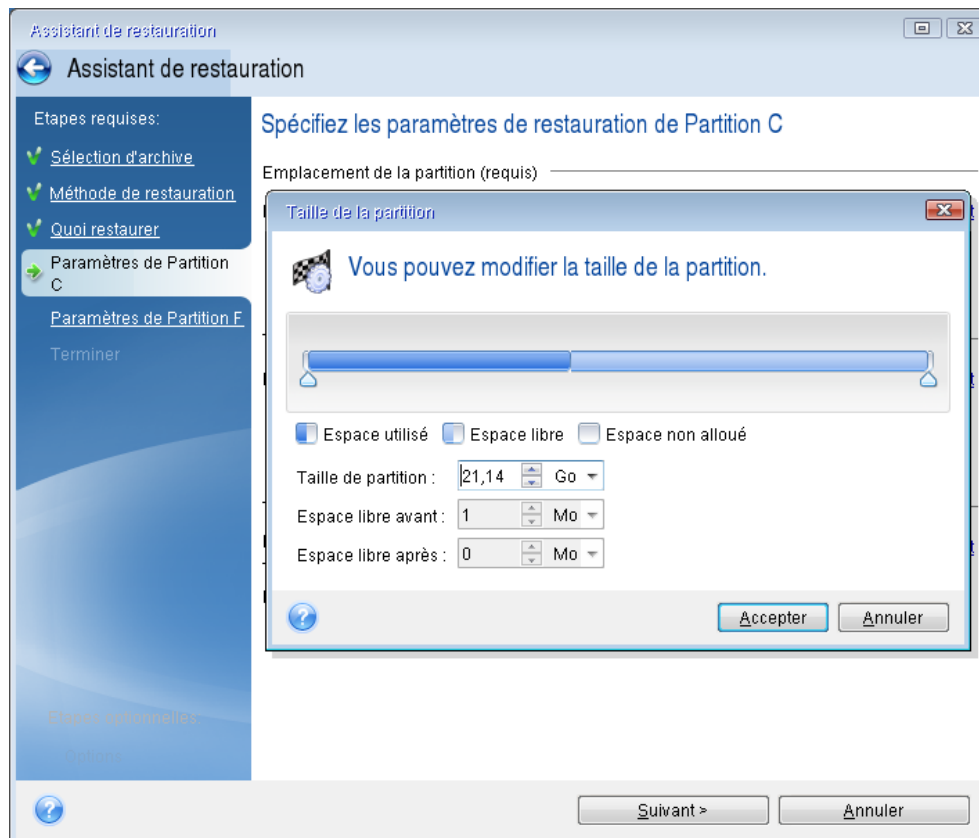 Assistant de restauration
Assistant de restauration
Etapes requises:
Sélection d'archive
Méthode de restauration
Quoi restaurer
Paramètres de Partition
C
Paramètres de Partition F
Terminer
Etapes optionnelles:
Options
Spécifiez les paramètres de restauration de Partition C
Emplacement de la partition (requis)
Taille de la partition
Vous pouvez modifier la taille de la partition.
Espace utilisé Espace libre Espace non alloué
Taille de partition : 21,14 Go
Espace libre avant : 1 Mo
Espace libre après : 0 Mo
? Accepter Annuler
? Suivant > Annuler